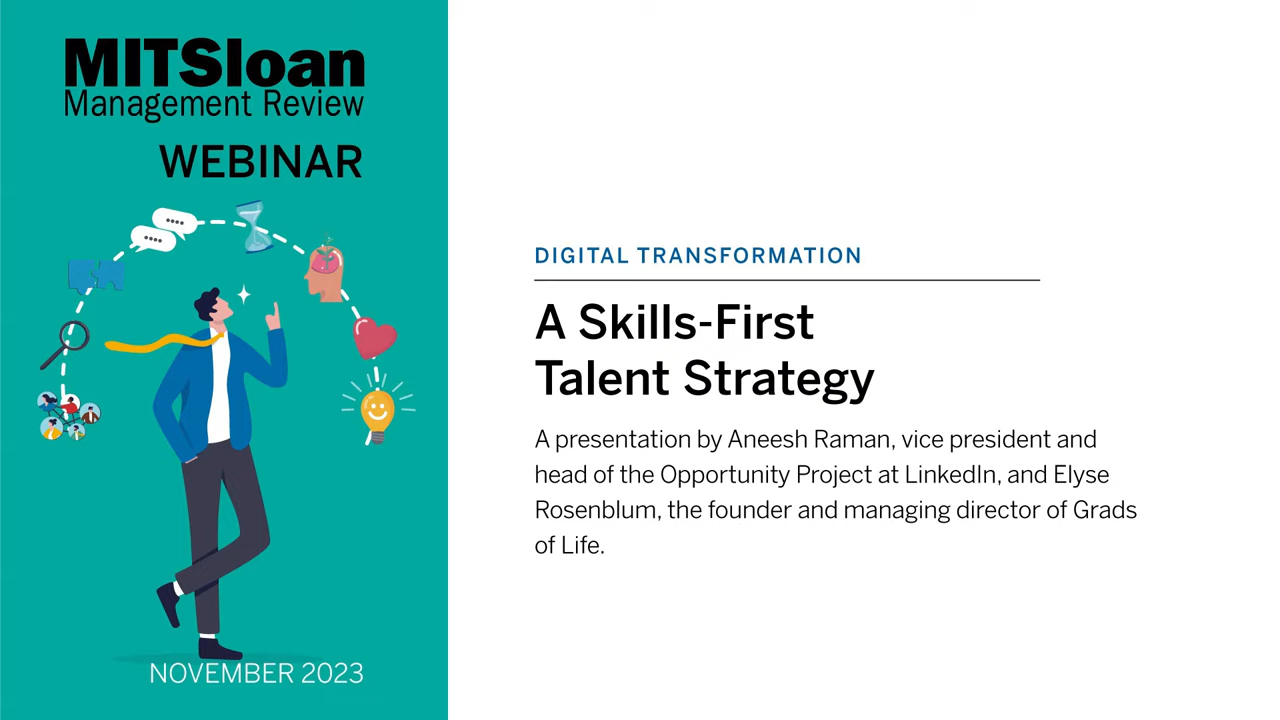 MITSloan
Management Review
WEBINAR
NOVEMBER 2023
DIGITAL TRANSFORMATION
A Skills-First
Talent Strategy
A presentation by Aneesh Raman, vice president and
head of the Opportunity Project at LinkedIn, and Elyse
Rosenblum, the founder and managing director of Grads
of Life.